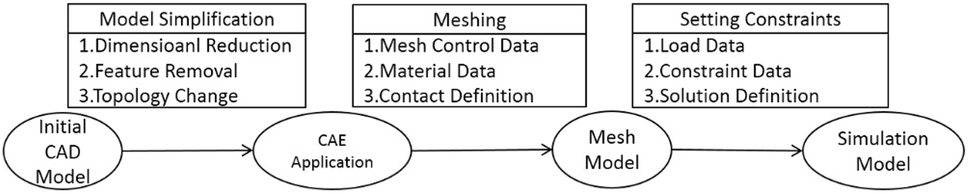 Model Simplification
1.Dimensioanl Reduction
2.Feature Removal
3.Topology Change
Meshing
1.Mesh Control Data
2.Material Data
3.Contact Definition
Setting Constraints
1.Load Data
2.Constraint Data
3.Solution Definition
Initial
CAD
Model
CAE
Application
Mesh
Model
Simulation
Model